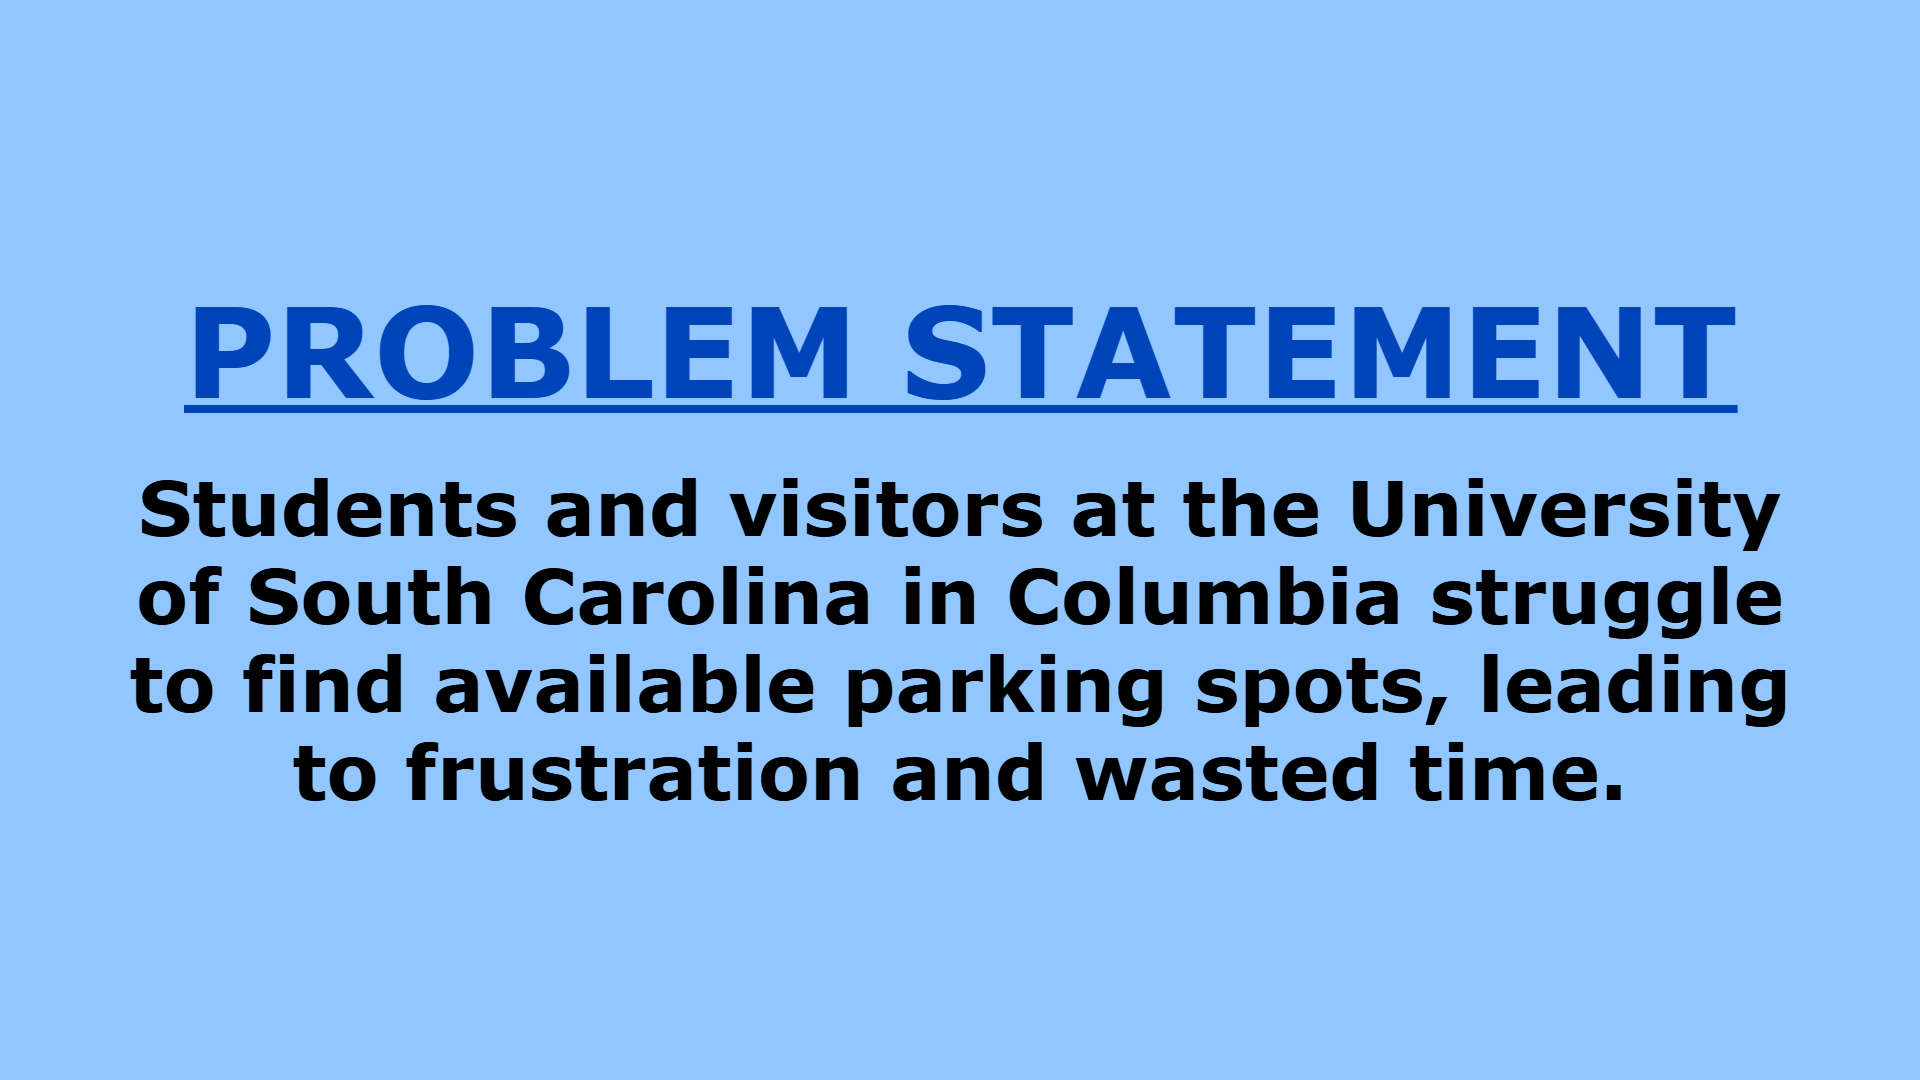 PROBLEM STATEMENT
Students and visitors at the University
of South Carolina in Columbia struggle
to find available parking spots, leading
to frustration and wasted time.